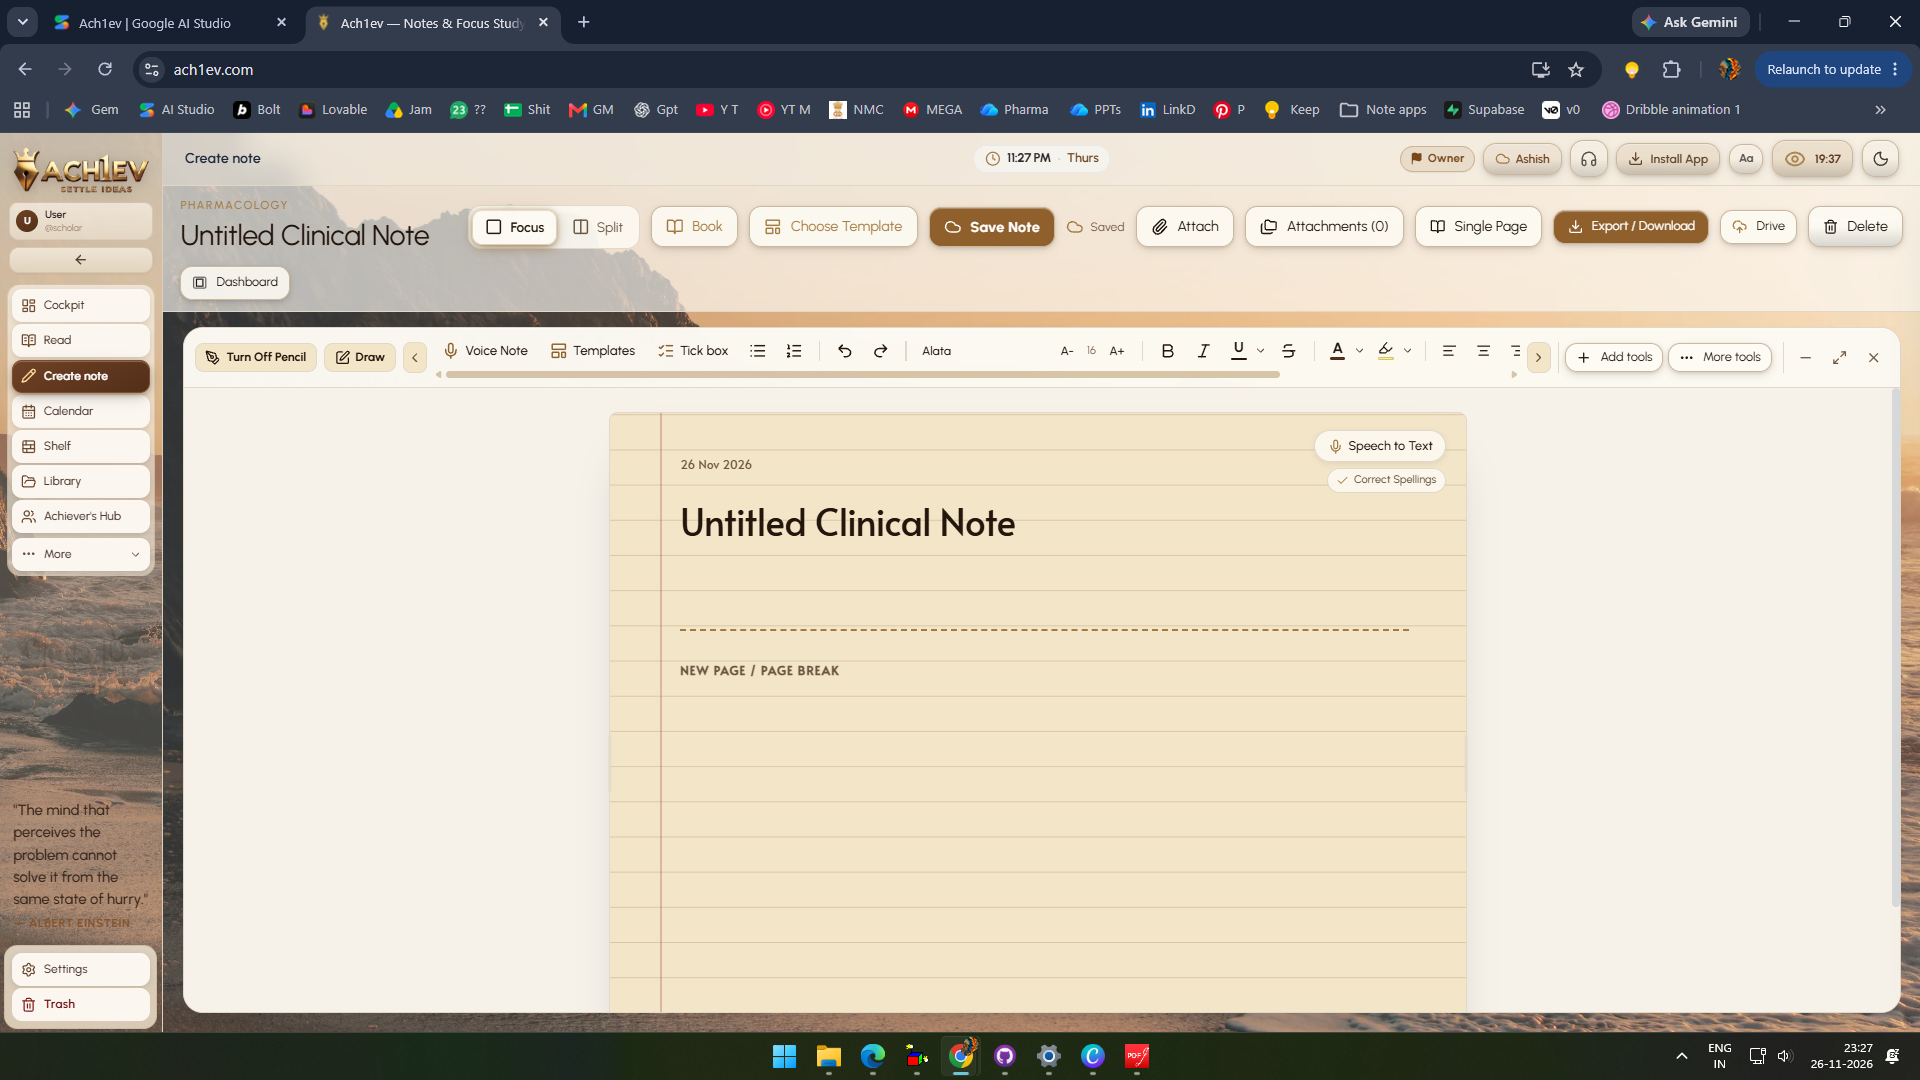 Ach1ev | Google AI Studio
Ach1ev — Notes & Focus Stud
Ask Gemini
ach1ev.com
Relaunch to update
Gem
AI Studio
Bolt
Lovable
Jam
23 ??
Shit
GM
Gpt
Y T
YT M
NMC
MEGA
Pharma
PPTs
LinkD
P
Keep
Note apps
Supabase
v0
Dribble animation 1
ACH1EV
SETTLE IDEAS
Create note
11:27 PM · Thurs
Owner
Ashish
Install App
Aa
19:37
U
User
@scholar
PHARMACOLOGY
Untitled Clinical Note
Focus
Split
Book
Choose Template
Save Note
Saved
Attach
Attachments (0)
Single Page
Export / Download
Drive
Delete
Dashboard
Cockpit
Read
Create note
Calendar
Shelf
Library
Achiever's Hub
More
Turn Off Pencil
Draw
Voice Note
Templates
Tick box
Alata
A- 16 A+
B
I
U
S
A
Add tools
More tools
Speech to Text
Correct Spellings
26 Nov 2026
Untitled Clinical Note
NEW PAGE / PAGE BREAK
"The mind that
perceives the
problem cannot
solve it from the
same state of hurry."
— ALBERT EINSTEIN
Settings
Trash
PDF
ENG
IN
23:27
26-11-2026